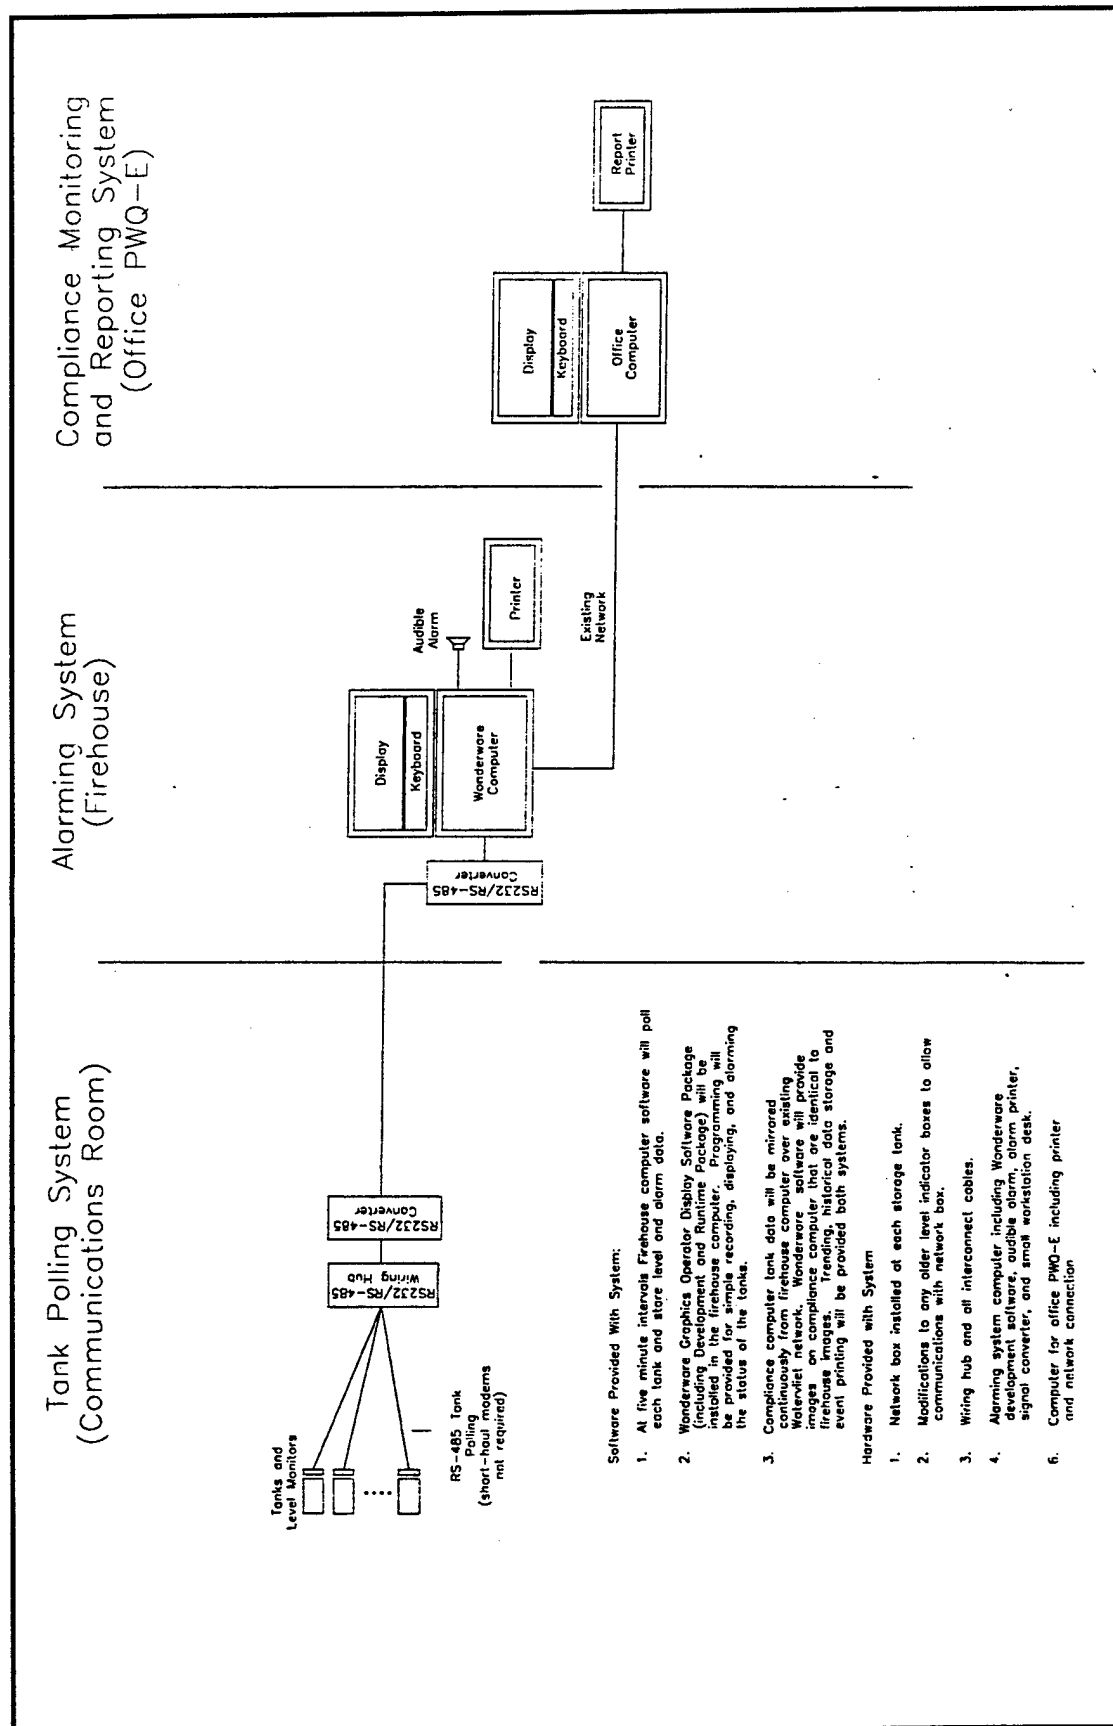 Tank Polling System
(Communications Room)
Alarming System
(Firehouse)
Compliance Monitoring
and Reporting System
(Office PWQ-E)
Tanks and
Level Monitors
RS-485 Tank
Polling
(short-haul modems
not required)
RS232/RS-485
Wiring Hub
RS232/RS-485
Converter
RS232/RS-485
Converter
Display
Keyboard
Wonderware
Computer
Audible
Alarm
Printer
Existing
Network
Display
Keyboard
Office
Computer
Report
Printer
Software Provided With System:
1. At five minute intervals Firehouse computer software will poll
each tank and store level and alarm data.
2. Wonderware Graphics Operator Display Software Package
(including Development and Runtime Package) will be
installed in the firehouse computer. Programming will
be provided for simple recording, displaying, and alarming
the status of the tanks.
3. Compliance computer tank data will be mirrored
continuously from firehouse computer over existing
Watervliet network. Wonderware software will provide
images on compliance computer that are identical to
firehouse images. Trending, historical data storage and
event printing will be provided both systems.
Hardware Provided with System
1. Network box installed at each storage tank.
2. Modifications to any older level indicator boxes to allow
communications with network box.
3. Wiring hub and all interconnect cables.
4. Alarming system computer including Wonderware
development software, audible alarm, alarm printer,
signal converter, and small workstation desk.
6. Computer for office PWQ-E including printer
and network connection